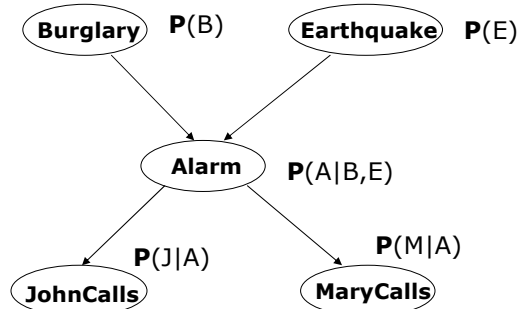 Burglary P(B)
Earthquake P(E)
Alarm P(A|B,E)
P(J|A)
P(M|A)
JohnCalls
MaryCalls